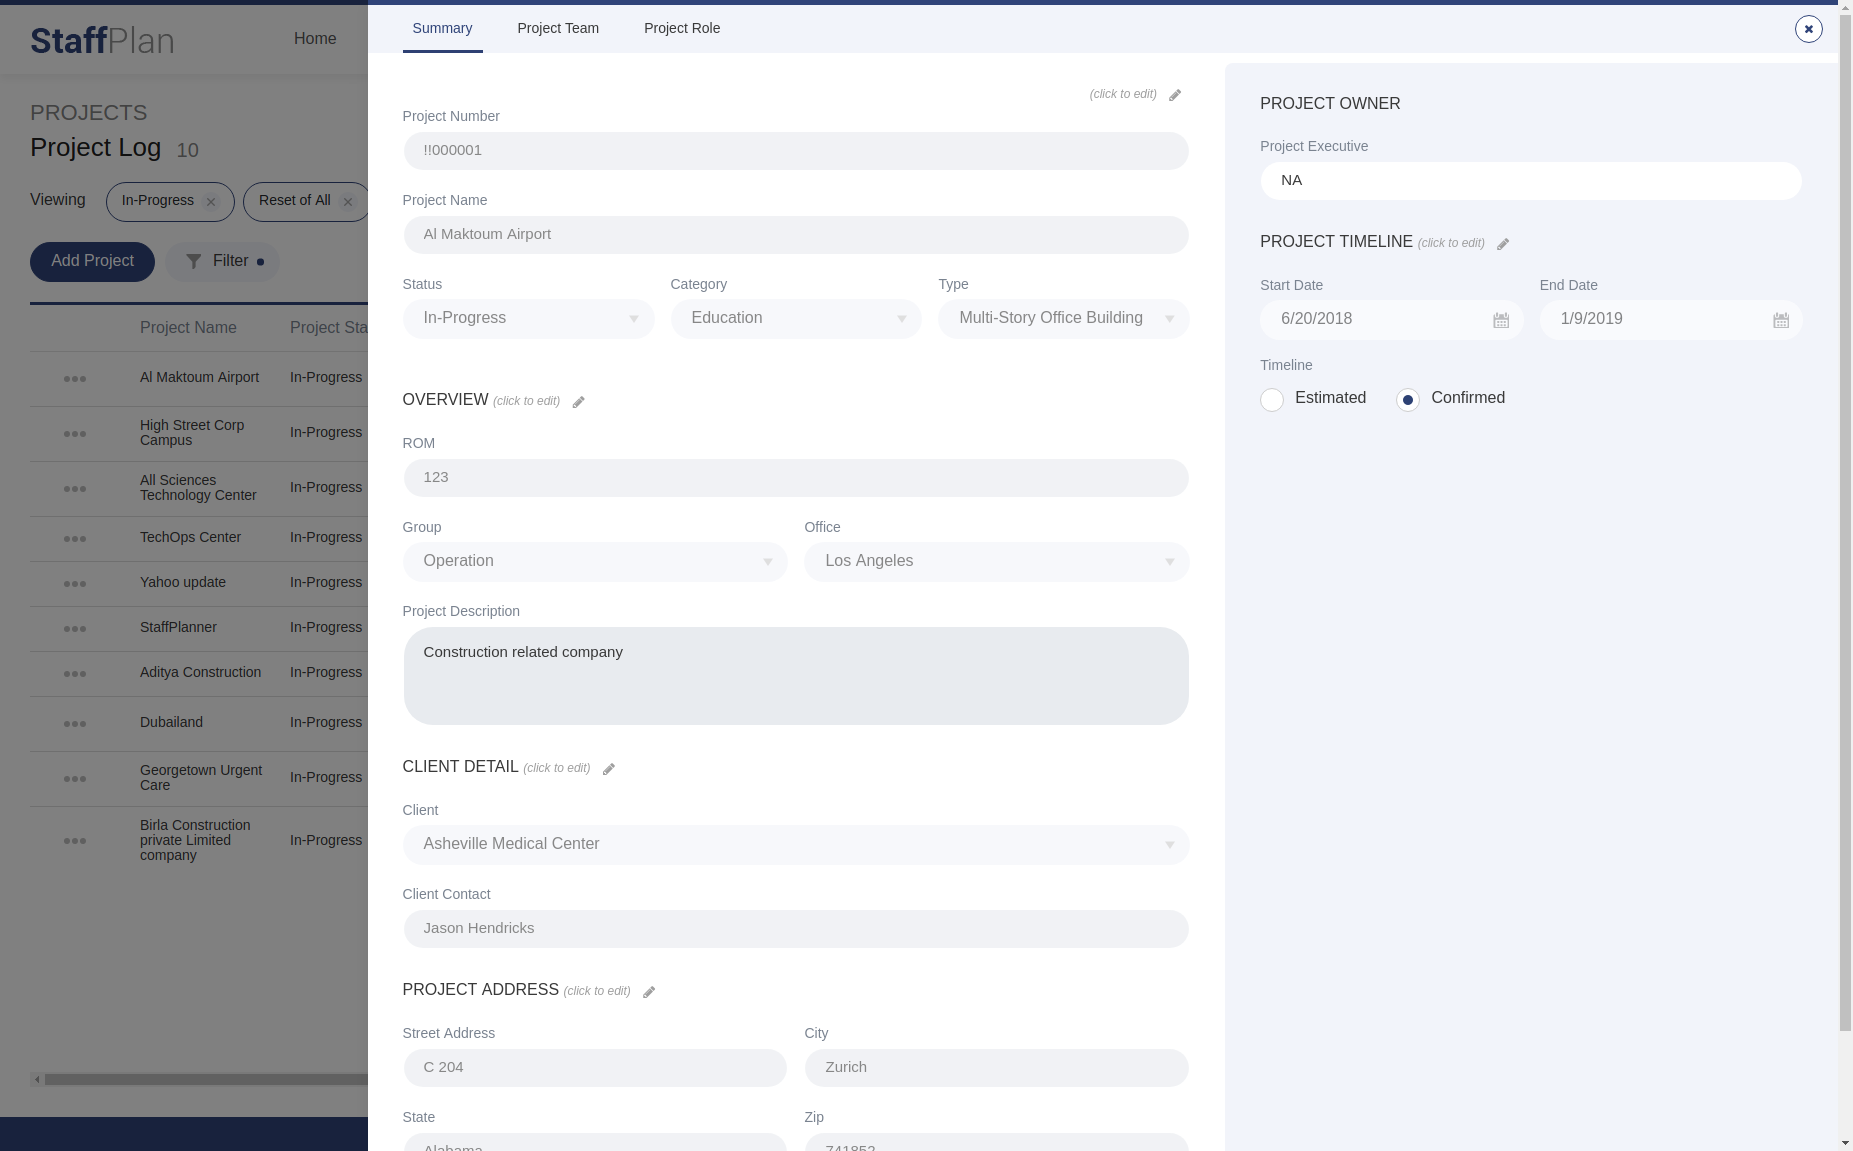 StaffPlan
Home
PROJECTS
Project Log 10
Viewing
In-Progress
Reset of All
Add Project
Filter
Project Name
Project Sta
Al Maktoum Airport
In-Progress
High Street Corp
Campus
In-Progress
All Sciences
Technology Center
In-Progress
TechOps Center
In-Progress
Yahoo update
In-Progress
StaffPlanner
In-Progress
Aditya Construction
In-Progress
Dubailand
In-Progress
Georgetown Urgent
Care
In-Progress
Birla Construction
private Limited
company
In-Progress
Summary
Project Team
Project Role
(click to edit)
Project Number
!!000001
Project Name
Al Maktoum Airport
Status
Category
Type
In-Progress
Education
Multi-Story Office Building
OVERVIEW (click to edit)
ROM
123
Group
Office
Operation
Los Angeles
Project Description
Construction related company
CLIENT DETAIL (click to edit)
Client
Asheville Medical Center
Client Contact
Jason Hendricks
PROJECT ADDRESS (click to edit)
Street Address
City
C 204
Zurich
State
Zip
Alabama
741852
PROJECT OWNER
Project Executive
NA
PROJECT TIMELINE (click to edit)
Start Date
End Date
6/20/2018
1/9/2019
Timeline
Estimated
Confirmed